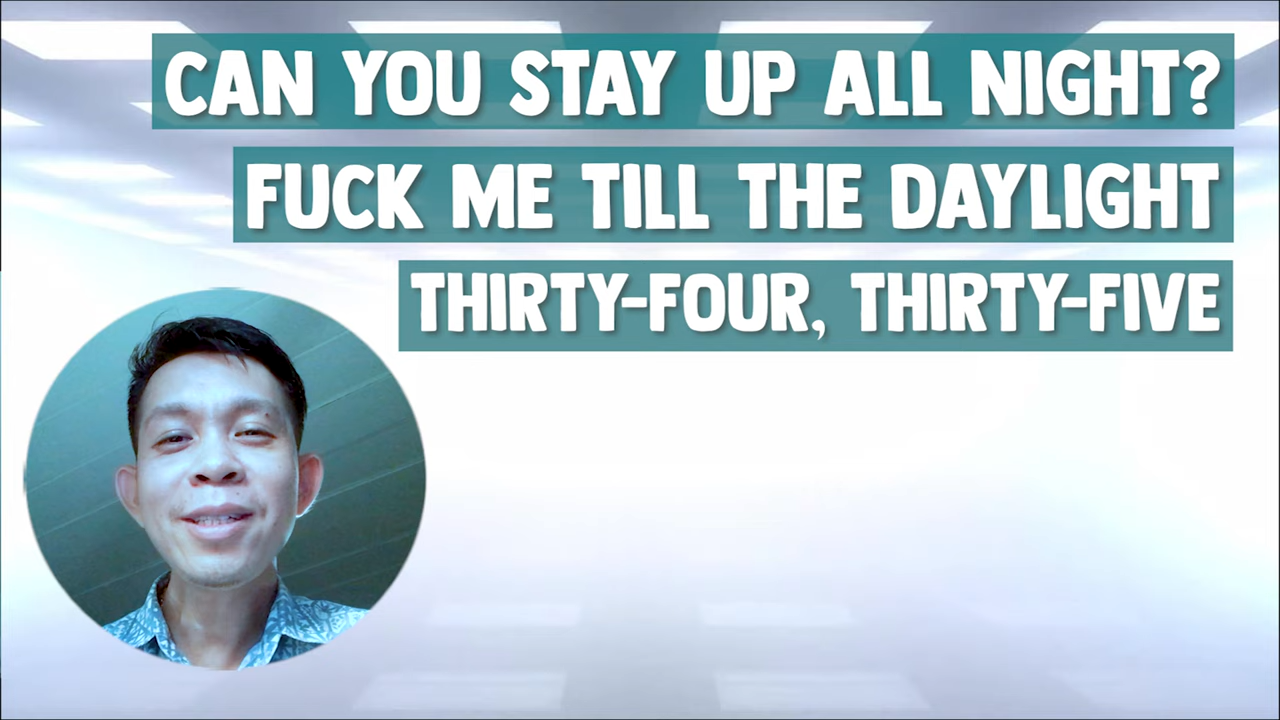 CAN YOU STAY UP ALL NIGHT?
FUCK ME TILL THE DAYLIGHT
THIRTY-FOUR, THIRTY-FIVE